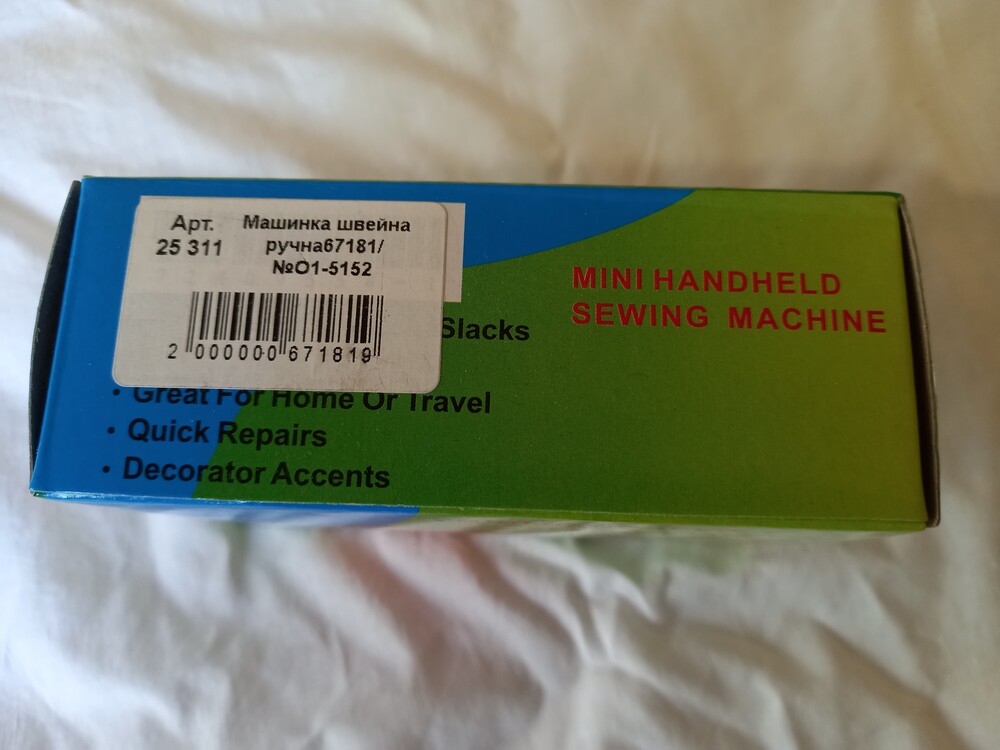 Арт.
25 311
Машинка швейна
ручна67181/
№O1-5152
2 000000 671819
Slacks
• Great For Home Or Travel
• Quick Repairs
• Decorator Accents
MINI HANDHELD
SEWING MACHINE